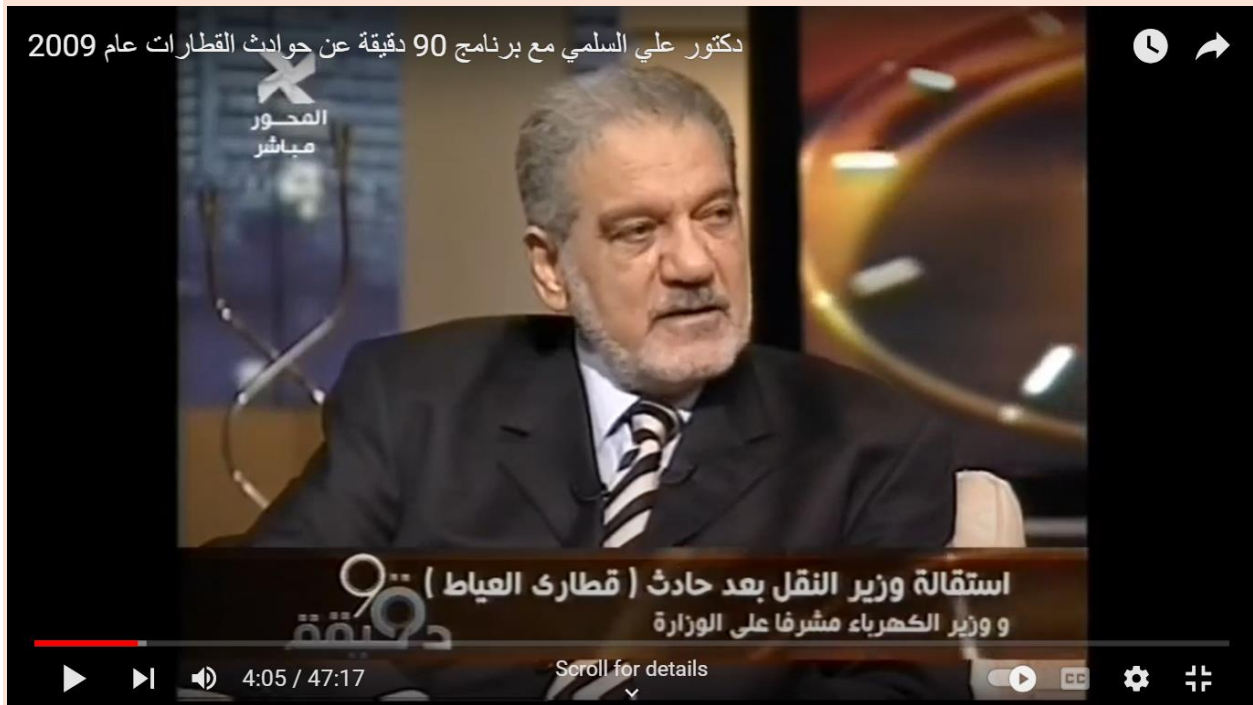 دكتور علي السلمي مع برنامج 90 دقيقة عن حوادث القطارات عام 2009
المحور
مباشر
استقالة وزير النقل بعد حادث ( قطارى العياط )
و وزير الكهرباء مشرفا على الوزارة
90
دقيقة
4:05 / 47:17
Scroll for details
CC